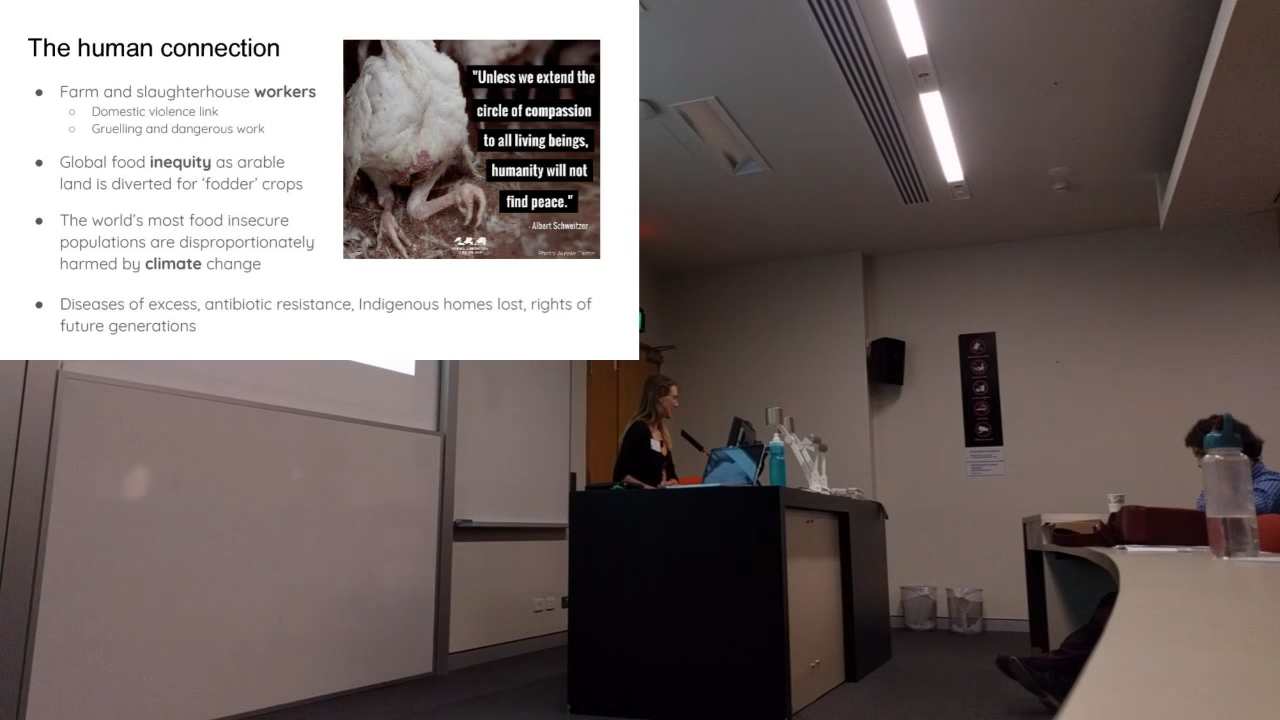 The human connection
● Farm and slaughterhouse workers
○ Domestic violence link
○ Gruelling and dangerous work
● Global food inequity as arable
land is diverted for ‘fodder’ crops
● The world's most food insecure
populations are disproportionately
harmed by climate change
● Diseases of excess, antibiotic resistance, Indigenous homes lost, rights of
future generations
"Unless we extend the
circle of compassion
to all living beings,
humanity will not
find peace."
- Albert Schweitzer
Photo: Aussie Farms